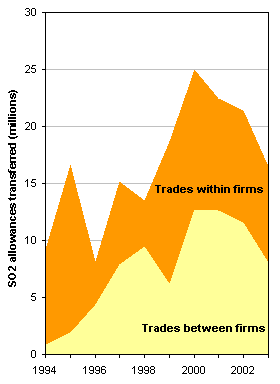 30
25
20
15
10
5
0
SO2 allowances transferred (millions)
Trades within firms
Trades between firms
1994 1996 1998 2000 2002